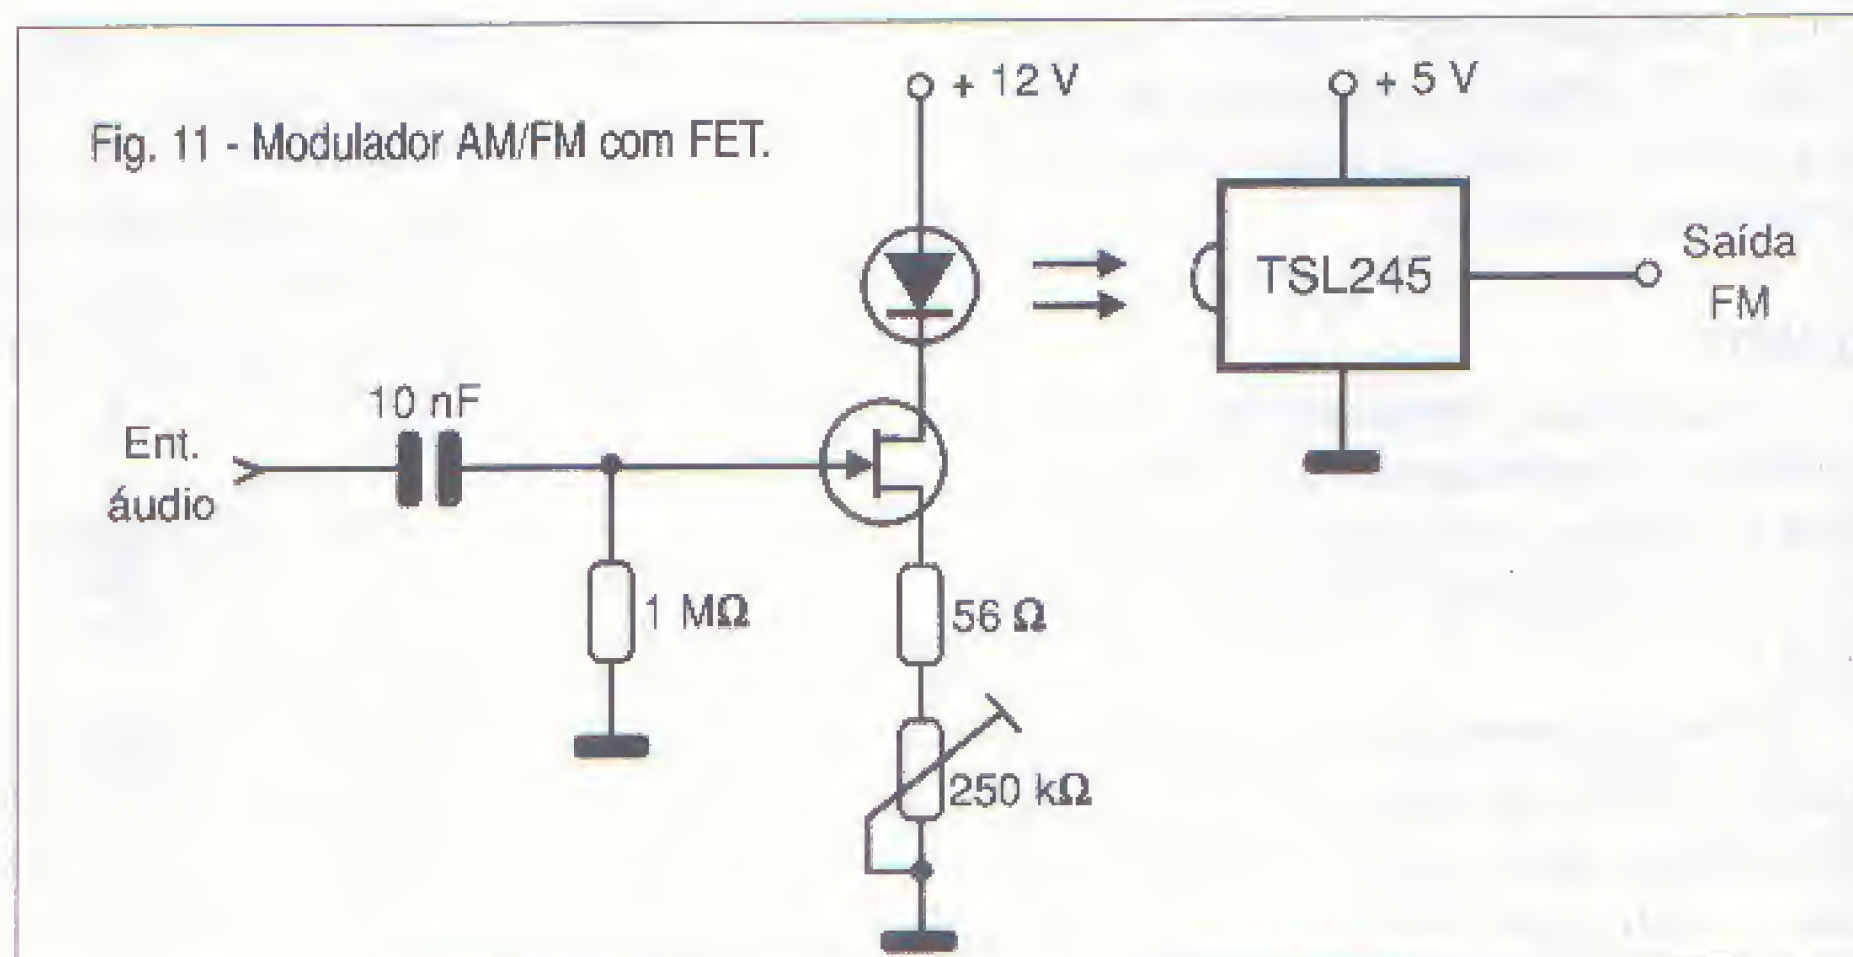 Fig. 11 - Modulador AM/FM com FET.
+ 12 V
+ 5 V
TSL245
Saída
FM
10 nF
Ent.
áudio
1 MΩ
56 Ω
250 kΩ